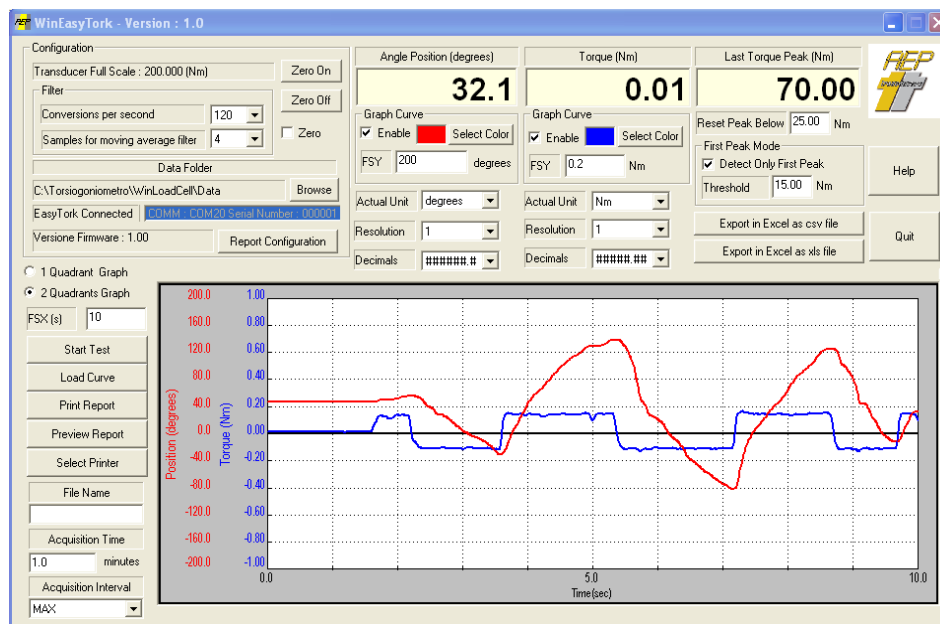 WinEasyTork - Version : 1.0
Configuration
Transducer Full Scale : 200.000 (Nm)
Zero On
Filter
Conversions per second
120
Zero Off
Samples for moving average filter
4
Zero
Data Folder
C:\Torsiogoniometro\WinLoadCell\Data
Browse
EasyTork Connected
COMM : COM20 Serial Number : 000001
Versione Firmware : 1.00
Report Configuration
Angle Position (degrees)
32.1
Graph Curve
Enable
Select Color
FSY
200
degrees
Actual Unit
degrees
Resolution
1
Decimals
######.#
Torque (Nm)
0.01
Graph Curve
Enable
Select Color
FSY
0.2
Nm
Actual Unit
Nm
Resolution
1
Decimals
#####.##
Last Torque Peak (Nm)
70.00
Reset Peak Below
25.00
Nm
First Peak Mode
Detect Only First Peak
Threshold
15.00
Nm
Export in Excel as csv file
Export in Excel as xls file
AEP
transducers
Help
Quit
1 Quadrant Graph
2 Quadrants Graph
FSX (s)
10
Start Test
Load Curve
Print Report
Preview Report
Select Printer
File Name
Acquisition Time
1.0
minutes
Acquisition Interval
MAX
Position (degrees)
200.0
160.0
120.0
80.0
40.0
0.0
-40.0
-80.0
-120.0
-160.0
-200.0
Torque (Nm)
1.00
0.80
0.60
0.40
0.20
0.00
-0.20
-0.40
-0.60
-0.80
-1.00
0.0
5.0
10.0
Time(sec)